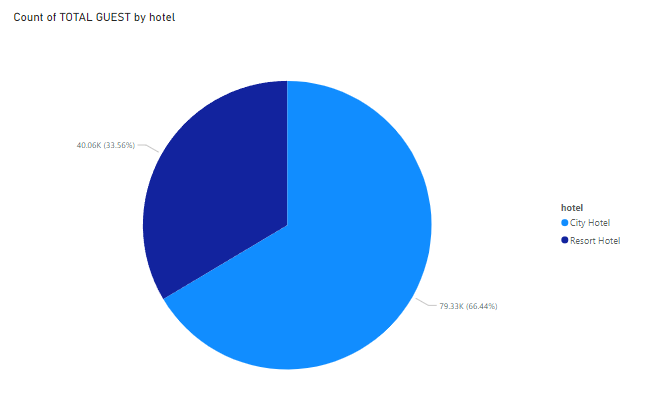 Count of TOTAL GUEST by hotel
40.06K (33.56%)
hotel
City Hotel
Resort Hotel
79.33K (66.44%)